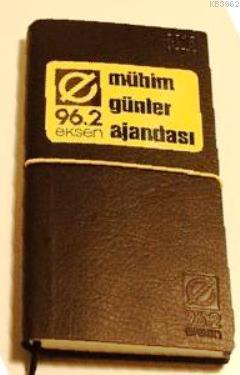 KB3962
mühim
günler
ajandası
96.2
eksen
96.2
eksen